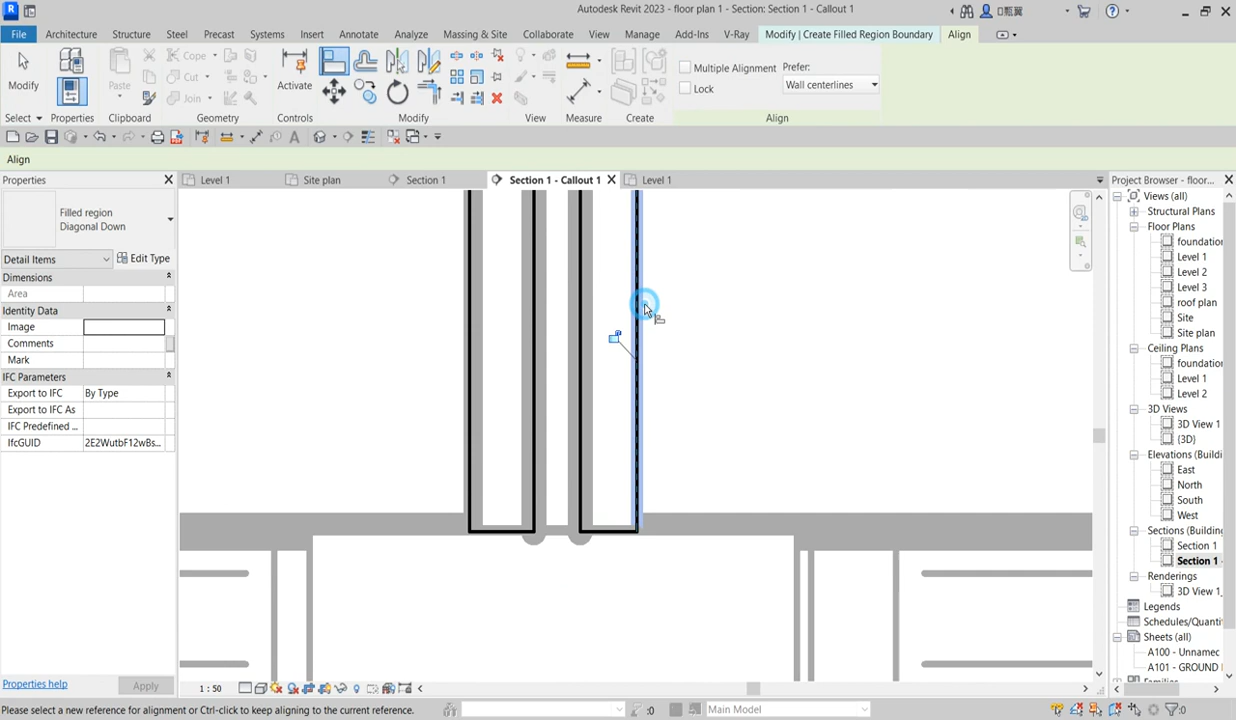 Autodesk Revit 2023 - floor plan 1 - Section: Section 1 - Callout 1
File Architecture Structure Steel Precast Systems Insert Annotate Analyze Massing & Site Collaborate View Manage Add-Ins V-Ray Modify | Create Filled Region Boundary Align
Modify Paste Cope Cut Join Activate Multiple Alignment Lock Prefer: Wall centerlines
Select Properties Clipboard Geometry Controls Modify View Measure Create Align
Align
Properties
Level 1 Site plan Section 1 Section 1 - Callout 1 Level 1
Filled region
Diagonal Down
Detail Items Edit Type
Dimensions
Area
Identity Data
Image
Comments
Mark
IFC Parameters
Export to IFC By Type
Export to IFC As
IFC Predefined ...
IfcGUID 2E2WutbF12wBs...
Properties help Apply
Project Browser - floor...
Views (all)
Structural Plans
Floor Plans
foundatio
Level 1
Level 2
Level 3
roof plan
Site
Site plan
Ceiling Plans
foundatio
Level 1
Level 2
3D Views
3D View 1
{3D}
Elevations (Buildi
East
North
South
West
Sections (Building
Section 1
Section 1 -
Renderings
3D View 1_
Legends
Schedules/Quanti
Sheets (all)
A100 - Unnamec
A101 - GROUND
1 : 50
Please select a new reference for alignment or Ctrl-click to keep aligning to the current reference. :0 Main Model :0